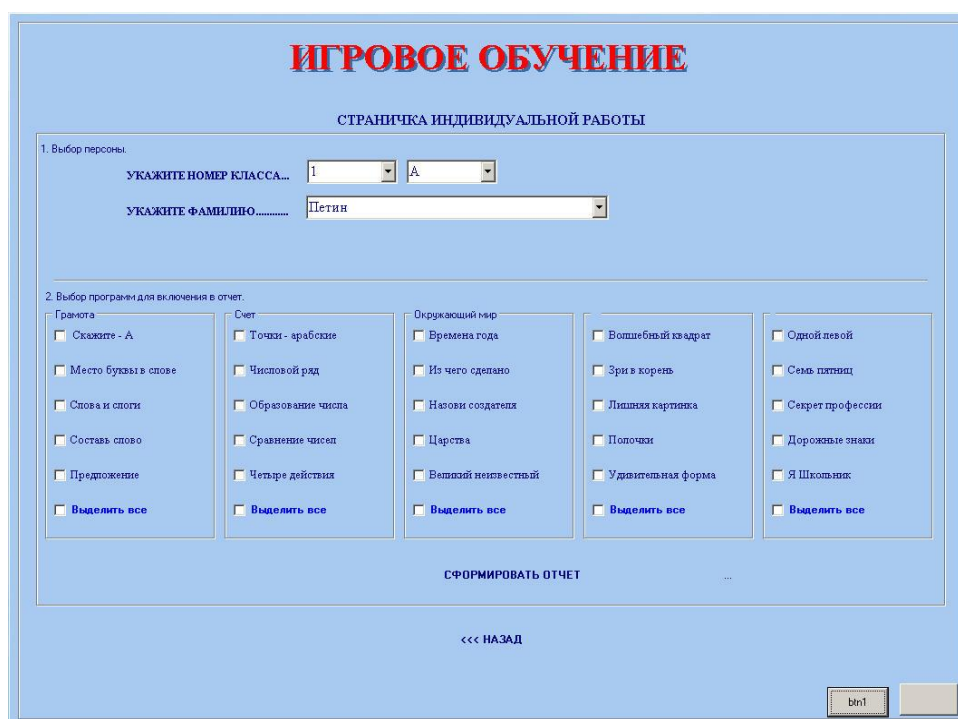 ИГРОВОЕ ОБУЧЕНИЕ
СТРАНИЧКА ИНДИВИДУАЛЬНОЙ РАБОТЫ
1. Выбор персоны.
УКАЖИТЕ НОМЕР КЛАССА... 1 А
УКАЖИТЕ ФАМИЛИЮ............ Петин
2. Выбор программ для включения в отчет.
Грамота
Скажите - А
Место буквы в слове
Слова и слоги
Составь слово
Предложение
Выделить все
Счет
Точки - арабские
Числовой ряд
Образование числа
Сравнение чисел
Четыре действия
Выделить все
Окружающий мир
Времена года
Из чего сделано
Назови создателя
Царства
Великий неизвестный
Выделить все
Волшебный квадрат
Зри в корень
Лишняя картинка
Полочки
Удивительная форма
Выделить все
Одной левой
Семь пятниц
Секрет профессии
Дорожные знаки
Я Школьник
Выделить все
СФОРМИРОВАТЬ ОТЧЕТ ...
<<< НАЗАД
btn1